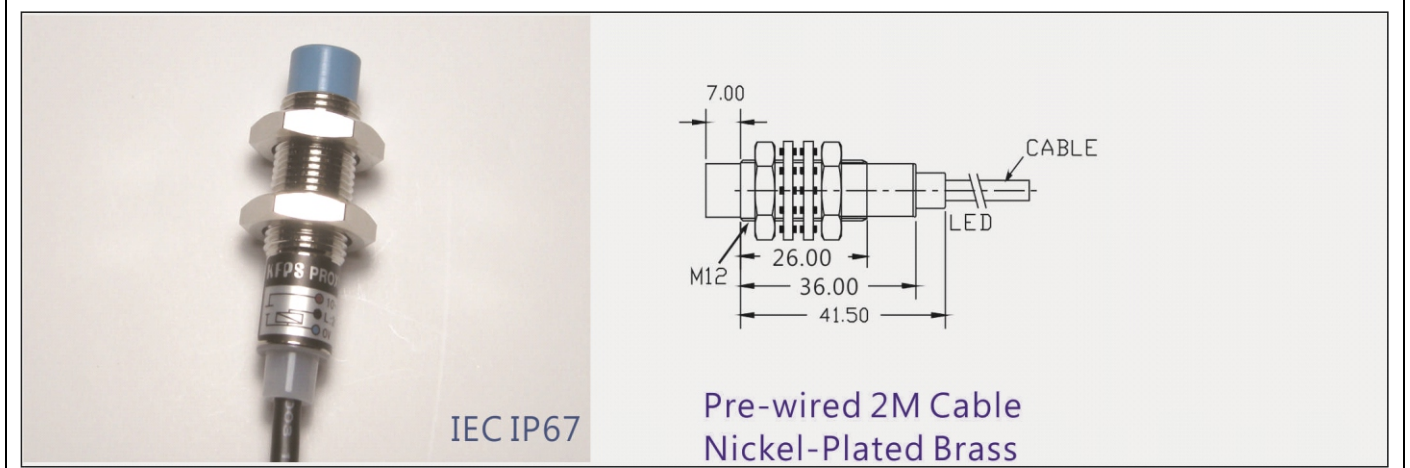 7.00
CABLE
LED
M12
26.00
36.00
41.50
KFPS
IEC IP67
Pre-wired 2M Cable
Nickel-Plated Brass